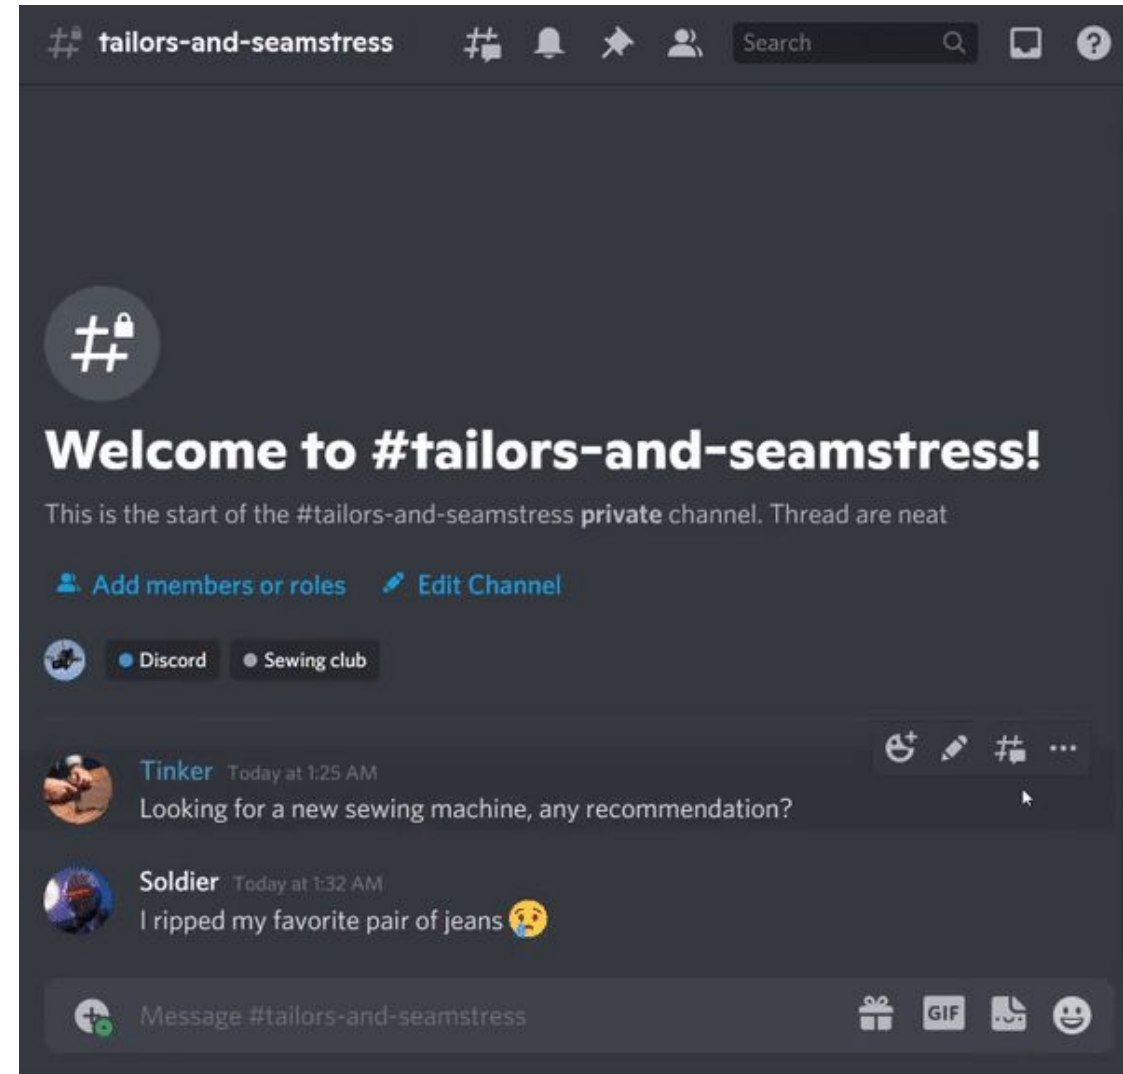 tailors-and-seamstress
Search
Welcome to #tailors-and-seamstress!
This is the start of the #tailors-and-seamstress private channel. Thread are neat
Add members or roles Edit Channel
Discord Sewing club
Tinker Today at 1:25 AM
Looking for a new sewing machine, any recommendation?
Soldier Today at 1:32 AM
I ripped my favorite pair of jeans 😢
Message #tailors-and-seamstress
GIF